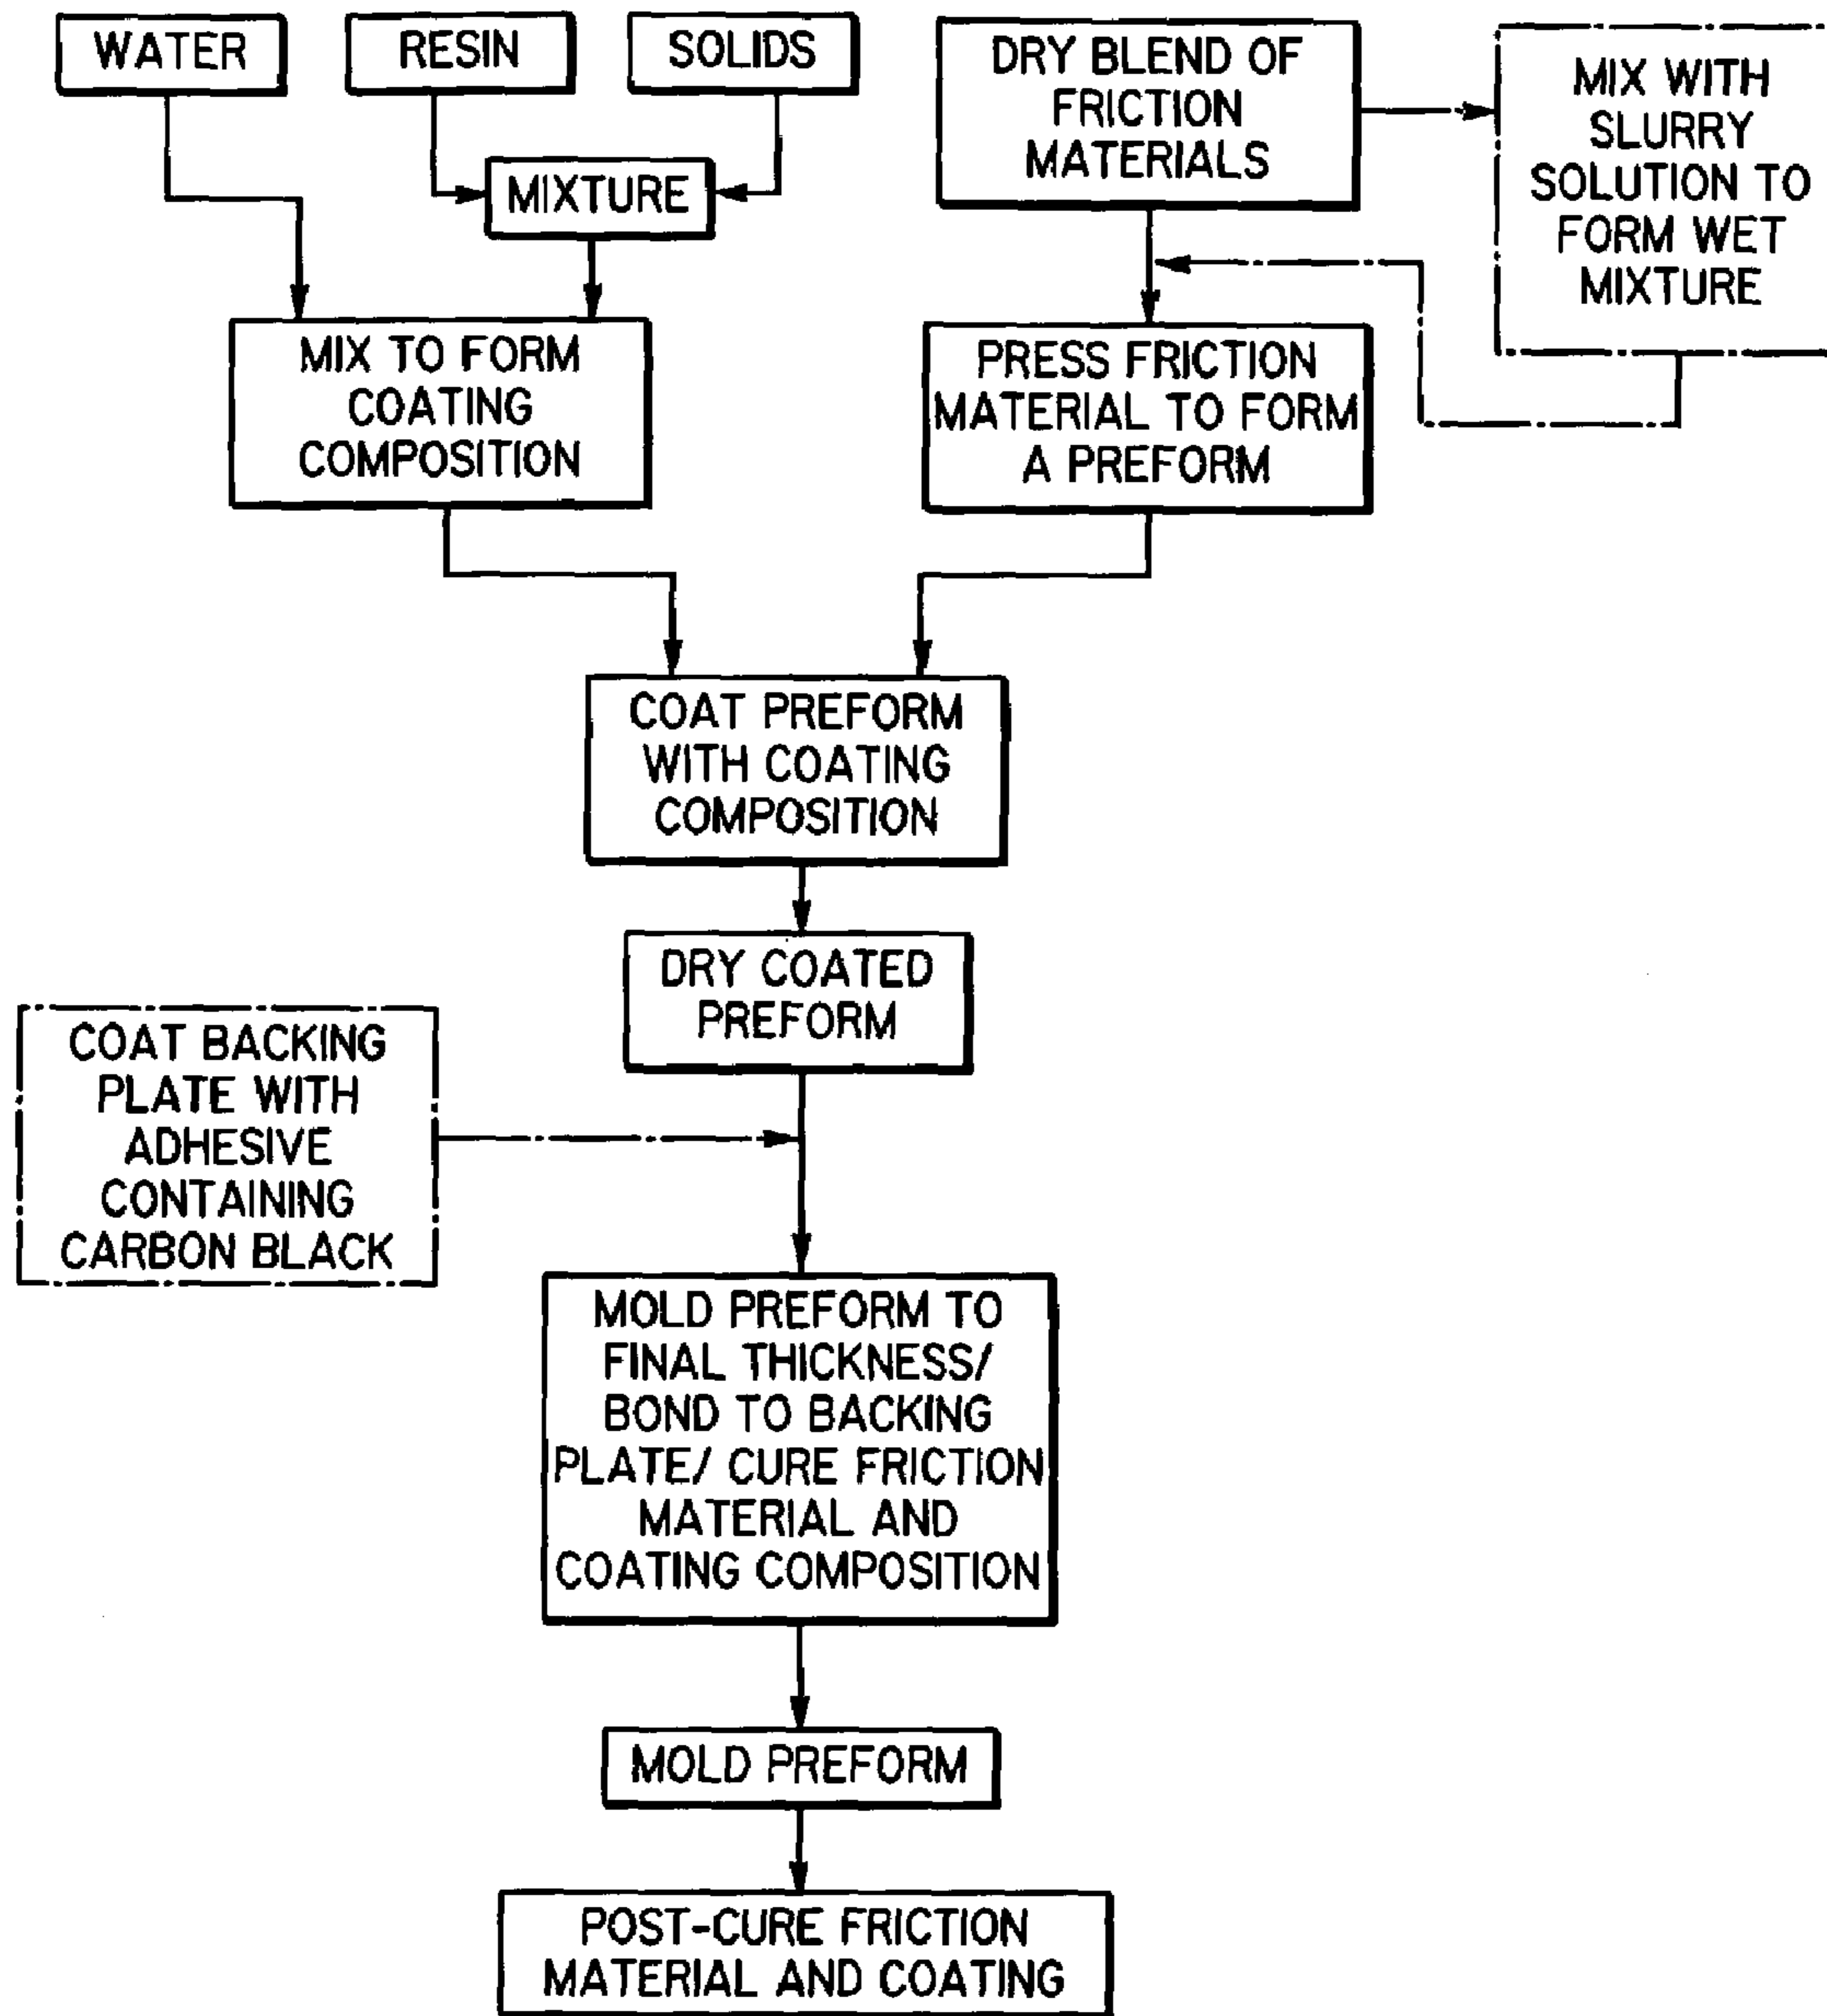 WATER
RESIN
SOLIDS
MIXTURE
MIX TO FORM
COATING
COMPOSITION
DRY BLEND OF
FRICTION
MATERIALS
MIX WITH
SLURRY
SOLUTION TO
FORM WET
MIXTURE
PRESS FRICTION
MATERIAL TO FORM
A PREFORM
COAT PREFORM
WITH COATING
COMPOSITION
DRY COATED
PREFORM
COAT BACKING
PLATE WITH
ADHESIVE
CONTAINING
CARBON BLACK
MOLD PREFORM TO
FINAL THICKNESS/
BOND TO BACKING
PLATE/ CURE FRICTION
MATERIAL AND
COATING COMPOSITION
MOLD PREFORM
POST-CURE FRICTION
MATERIAL AND COATING